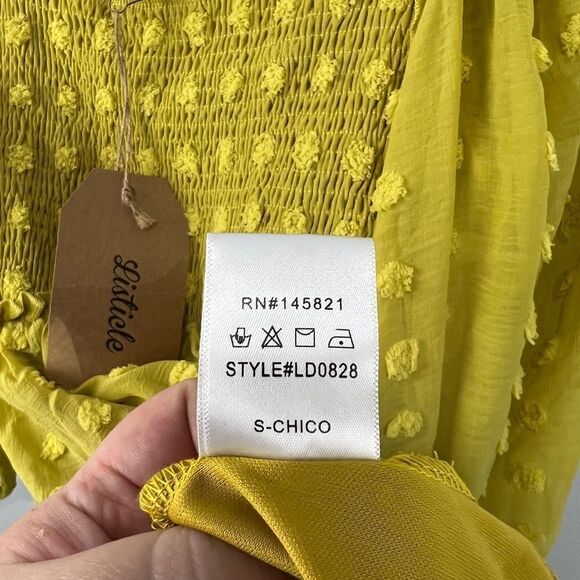 Listicle
RN#145821
STYLE#LD0828
S-CHICO